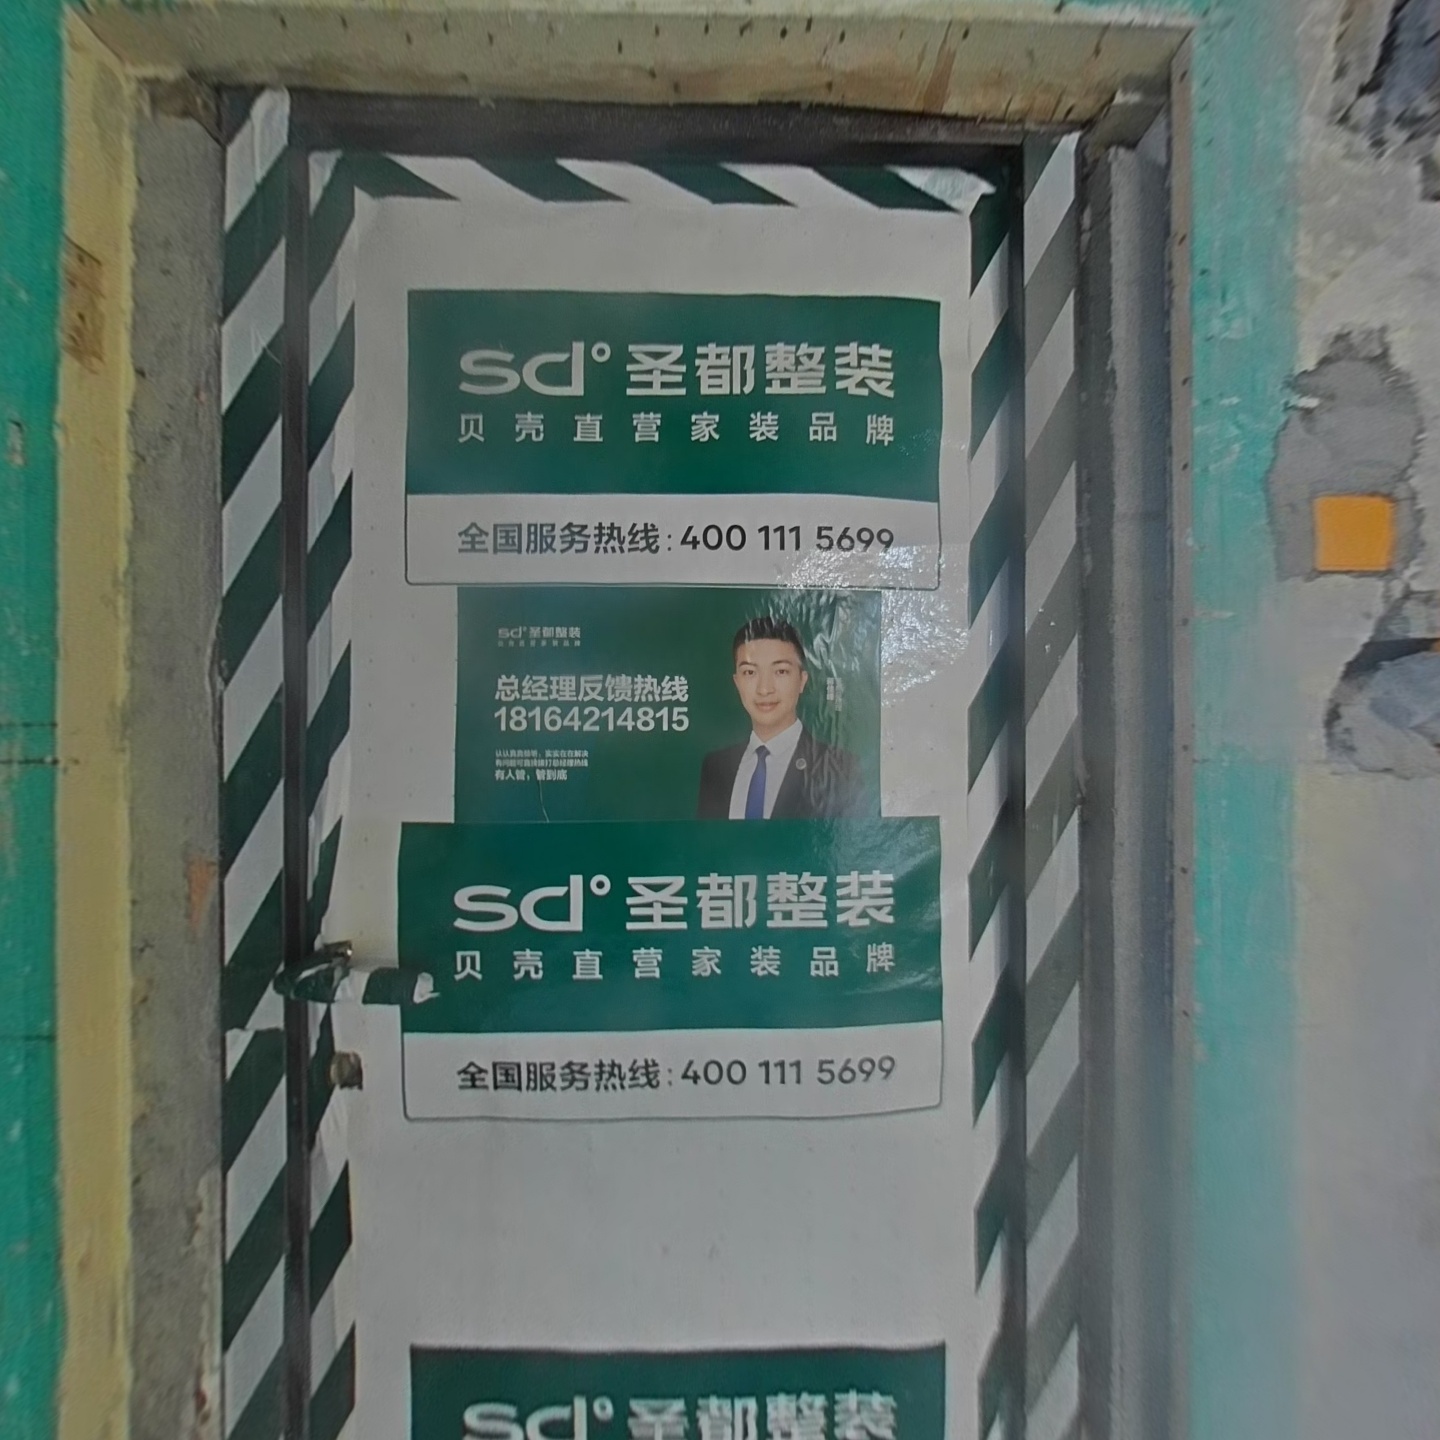 sd°圣都整装
贝壳直营家装品牌
全国服务热线:400 111 5699
sd°圣都整装
总经理反馈热线
18164214815
有人管,管到底
sd°圣都整装
贝壳直营家装品牌
全国服务热线:400 111 5699
sd°圣都整装